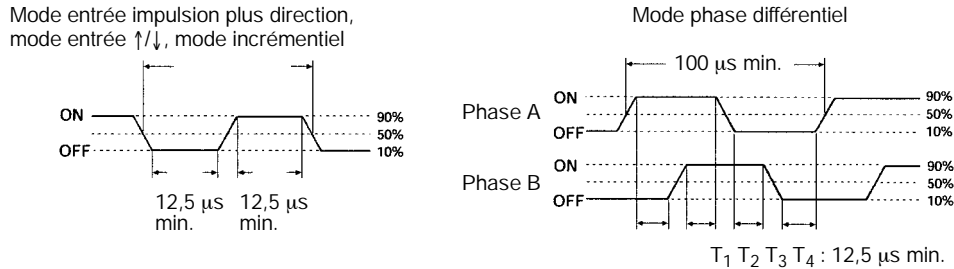 Mode entrée impulsion plus direction,
mode entrée ↑/↓, mode incrémentiel
ON
OFF
90%
50%
10%
12,5 μs
min.
12,5 μs
min.
Mode phase différentiel
100 μs min.
Phase A
ON
OFF
90%
50%
10%
Phase B
ON
OFF
90%
50%
10%
T1 T2 T3 T4 : 12,5 μs min.